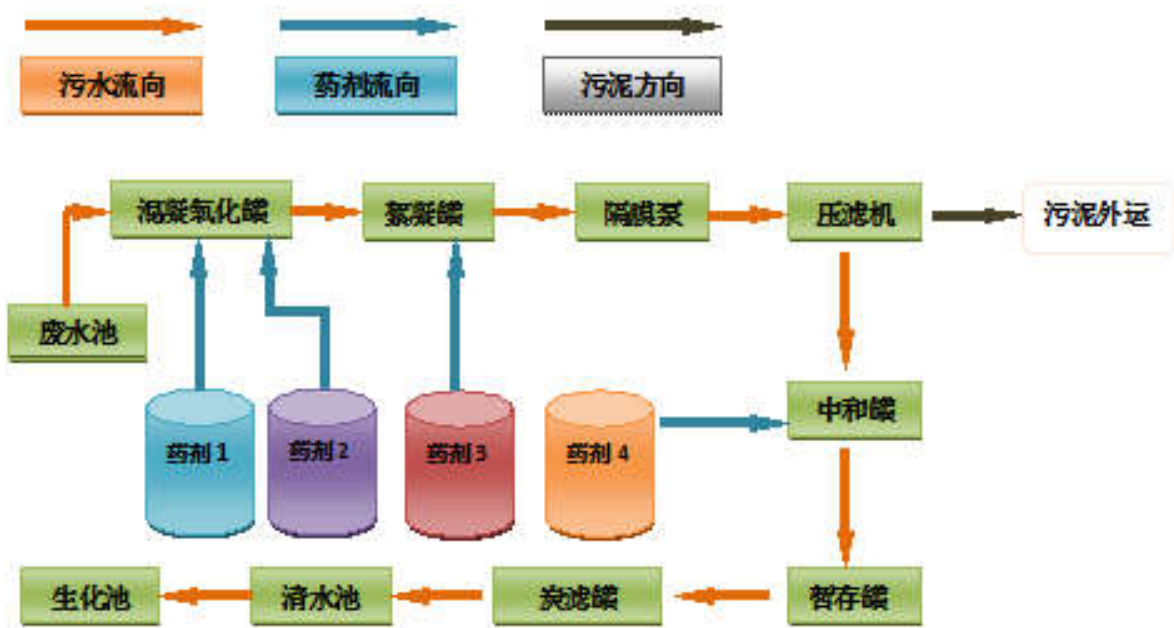 污水流向
药剂流向
污泥方向
混凝氧化罐
氮凝罐
隔膜泵
压滤机
污泥外运
废水池
中和罐
药剂 1
药剂 2
药剂 3
药剂 4
生化池
清水池
炭滤罐
暂存罐